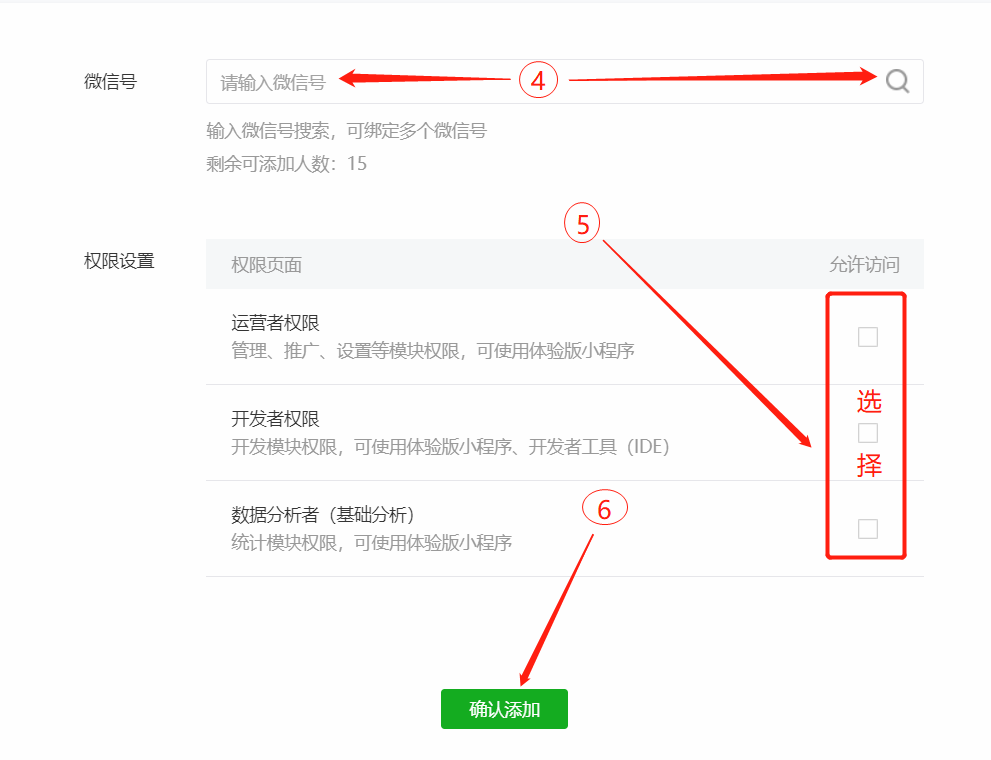 微信号
请输入微信号
④
输入微信号搜索，可绑定多个微信号
剩余可添加人数：15
⑤
权限设置
权限页面
允许访问
运营者权限
管理、推广、设置等模块权限，可使用体验版小程序
选
开发者权限
开发模块权限，可使用体验版小程序、开发者工具（IDE）
择
⑥
数据分析者（基础分析）
统计模块权限，可使用体验版小程序
确认添加